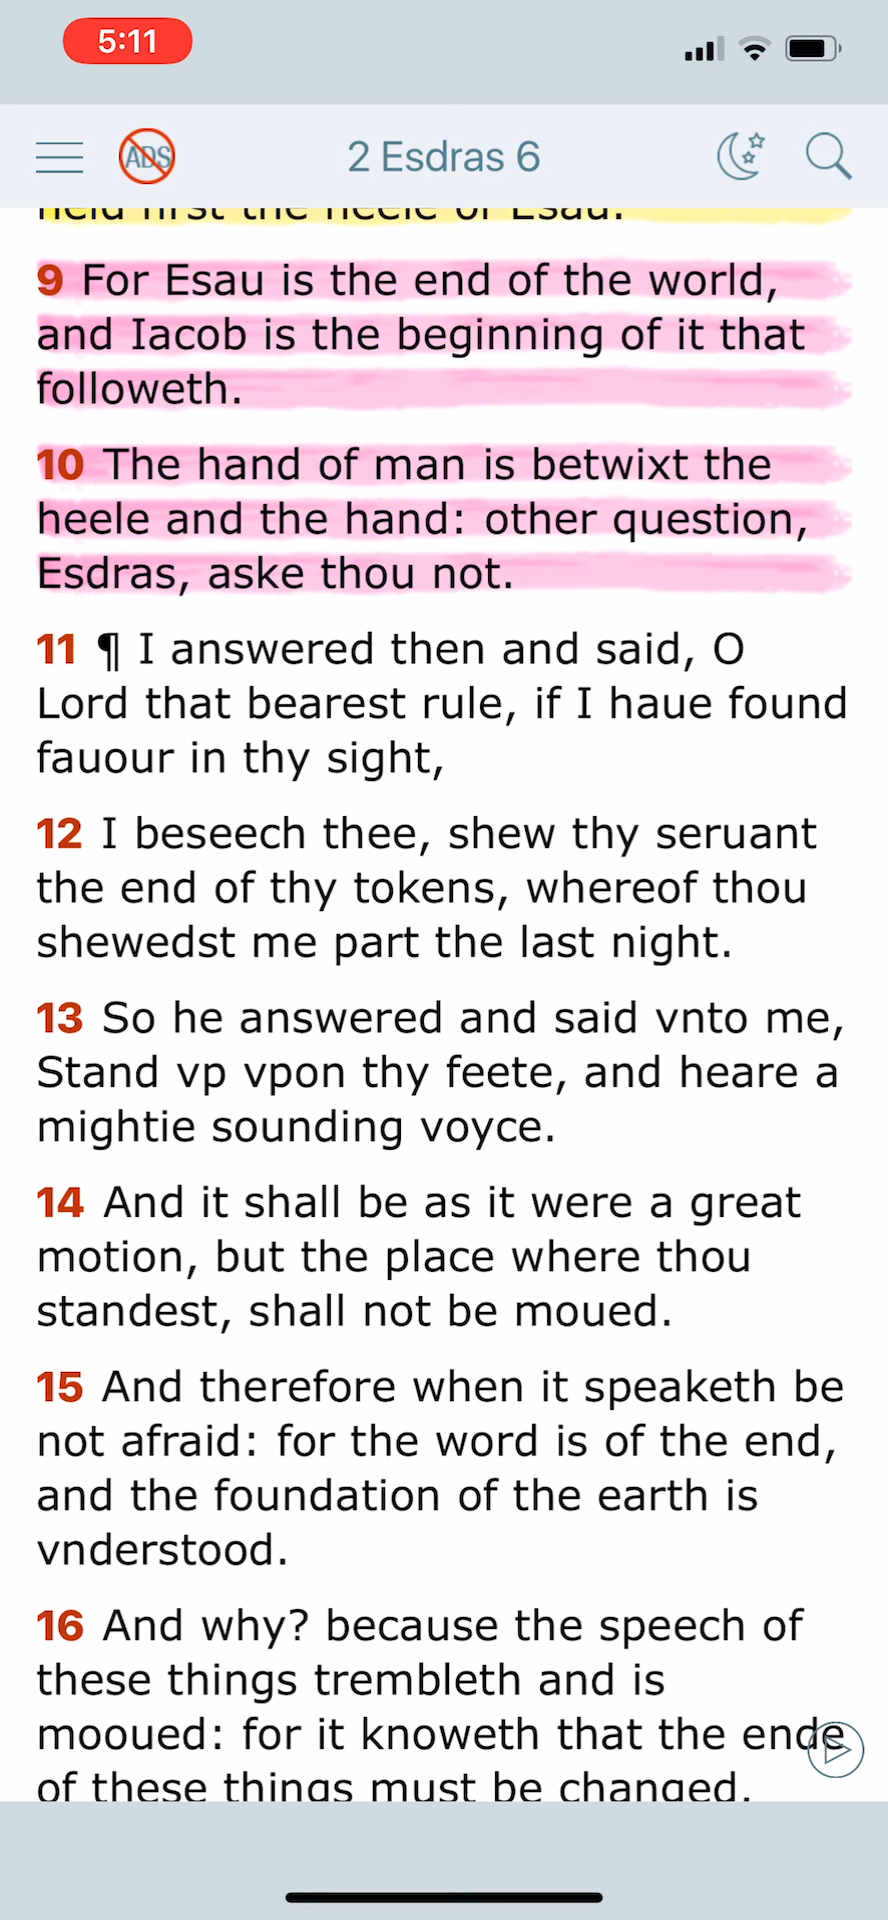 5:11
ADS
2 Esdras 6
held first the heele of Esau.
9 For Esau is the end of the world,
and Iacob is the beginning of it that
followeth.
10 The hand of man is betwixt the
heele and the hand: other question,
Esdras, aske thou not.
11 ¶ I answered then and said, O
Lord that bearest rule, if I haue found
fauour in thy sight,
12 I beseech thee, shew thy seruant
the end of thy tokens, whereof thou
shewedst me part the last night.
13 So he answered and said vnto me,
Stand vp vpon thy feete, and heare a
mightie sounding voyce.
14 And it shall be as it were a great
motion, but the place where thou
standest, shall not be moued.
15 And therefore when it speaketh be
not afraid: for the word is of the end,
and the foundation of the earth is
vnderstood.
16 And why? because the speech of
these things trembleth and is
mooued: for it knoweth that the ende
of these things must be changed.